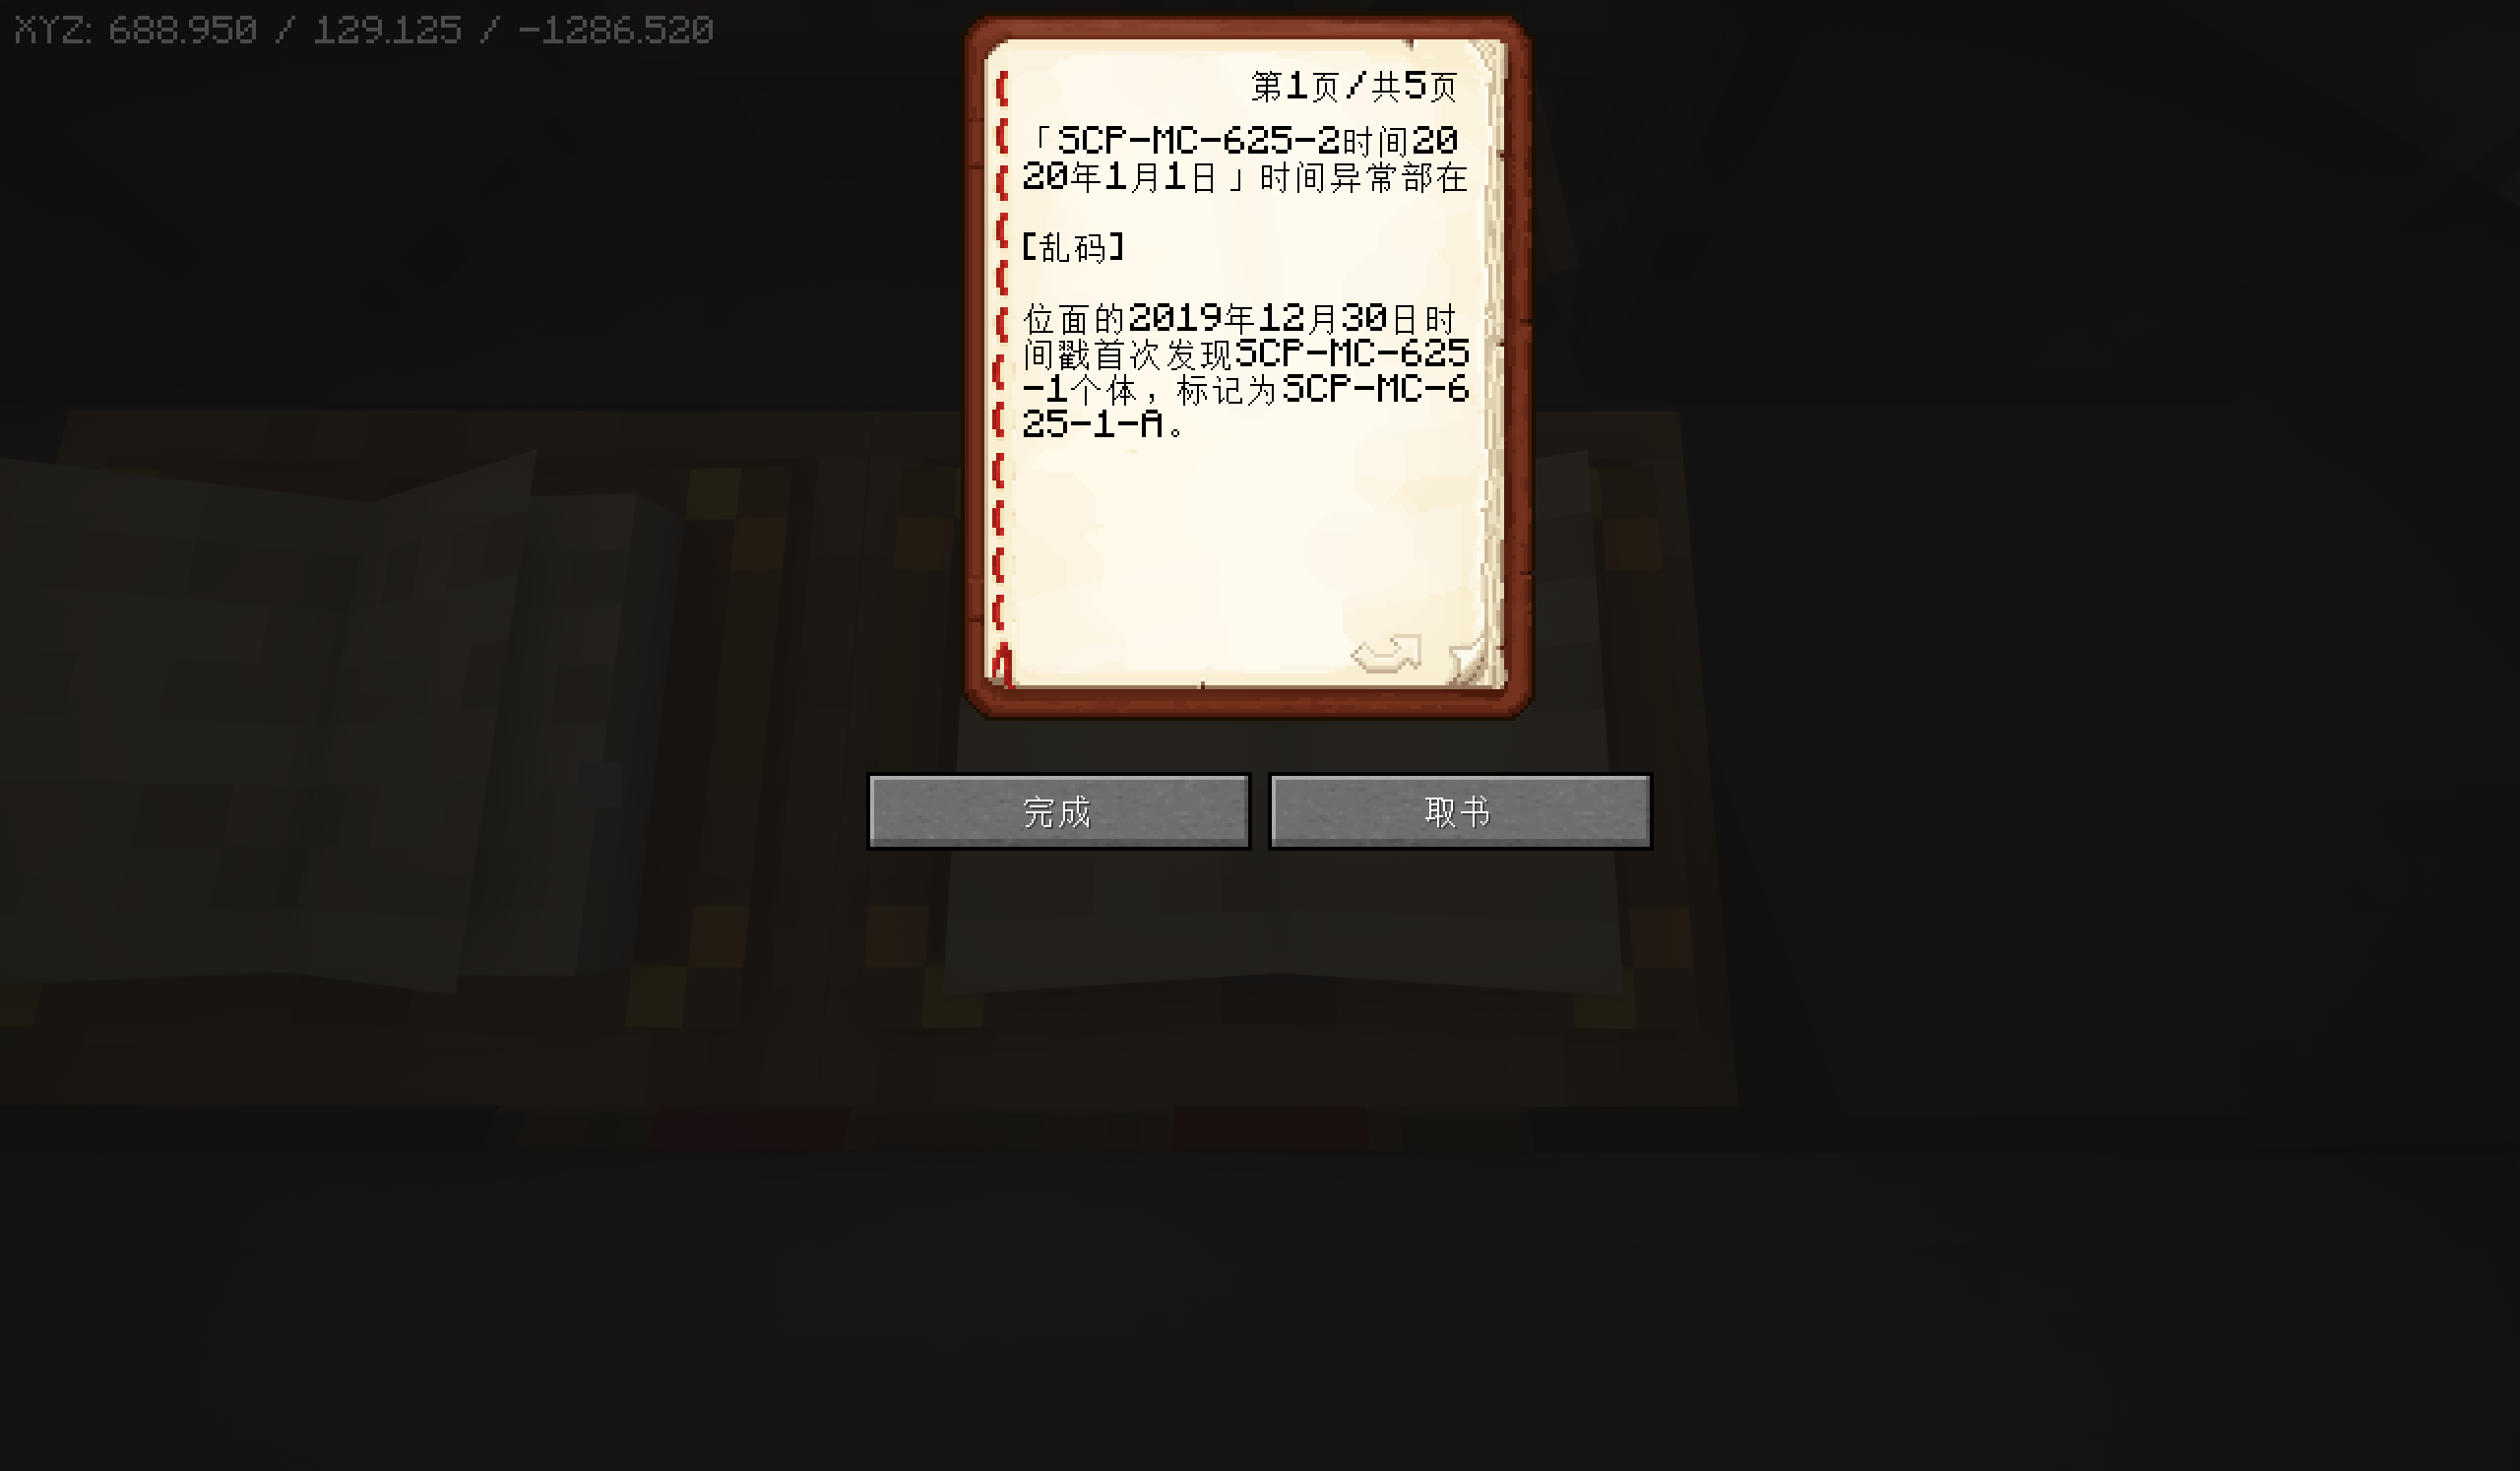 XYZ: 688.950 / 129.125 / -1286.520
第1页/共5页
「SCP-MC-625-2时间20
20年1月1日」时间异常部在
[乱码]
位面的2019年12月30日时
间戳首次发现SCP-MC-625
-1个体，标记为SCP-MC-6
25-1-A。
完成
取书